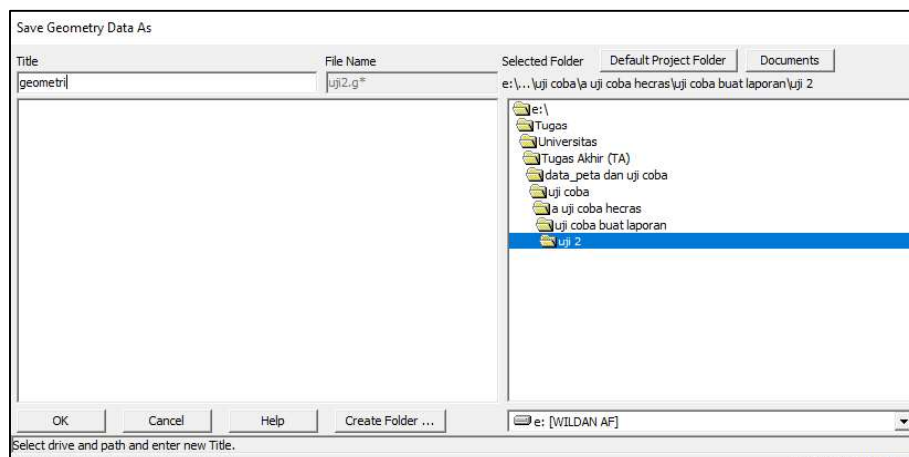 Save Geometry Data As
Title
File Name
Selected Folder
Default Project Folder
Documents
geometri
uji2.g*
e:\...\uji coba\a uji coba hecras\uji coba buat laporan\uji 2
e:\
Tugas
Universitas
Tugas Akhir (TA)
data_peta dan uji coba
uji coba
a uji coba hecras
uji coba buat laporan
uji 2
OK
Cancel
Help
Create Folder ...
e: [WILDAN AF]
Select drive and path and enter new Title.